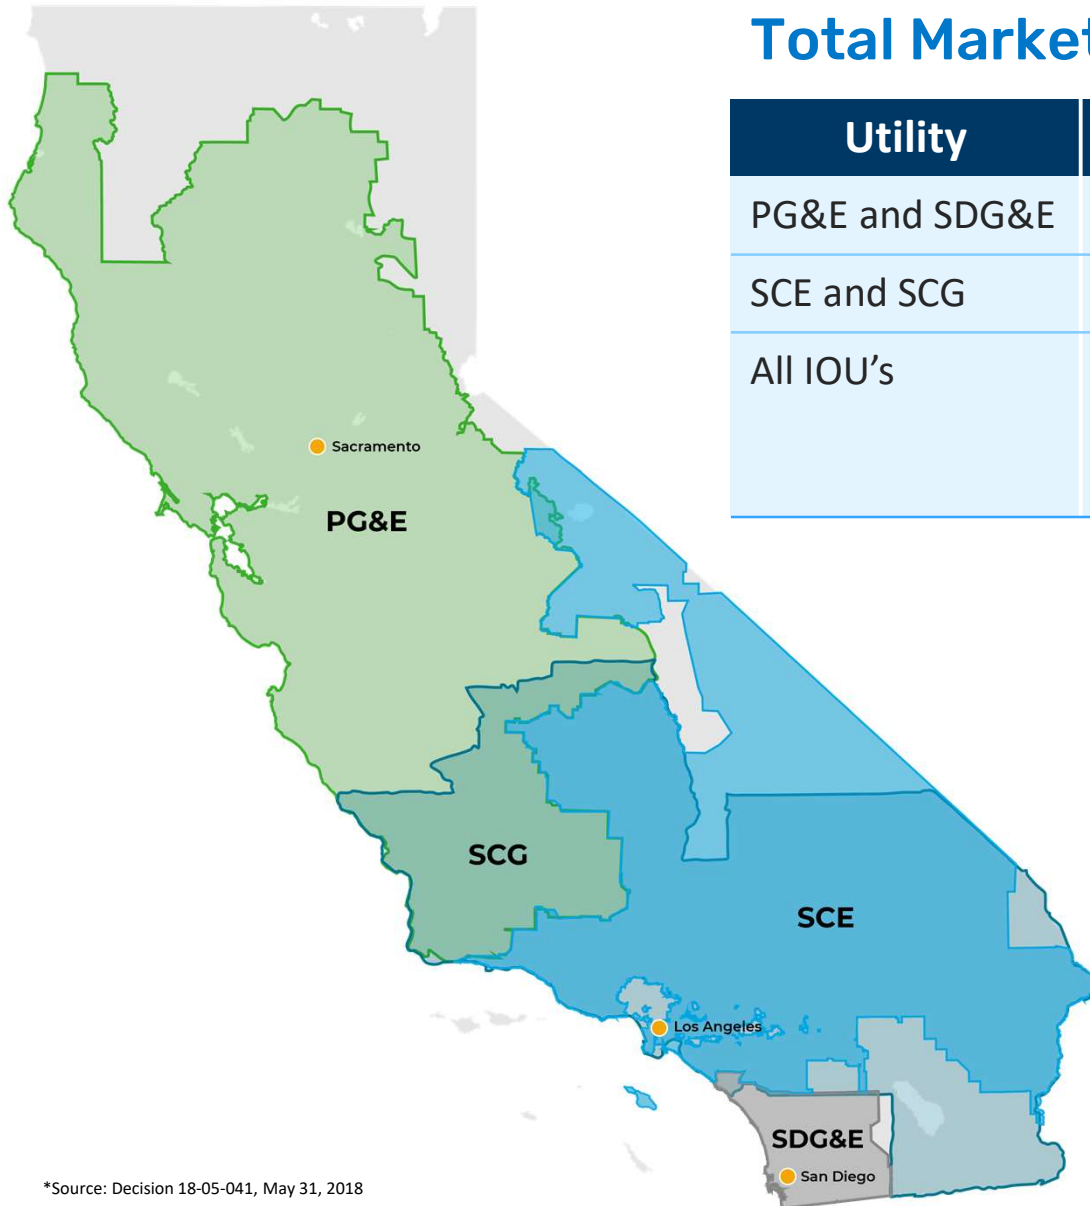 Total Market
Utility
PG&E and SDG&E
SCE and SCG
All IOU’s
Sacramento
PG&E
SCG
SCE
Los Angeles
SDG&E
San Diego
*Source: Decision 18-05-041, May 31, 2018